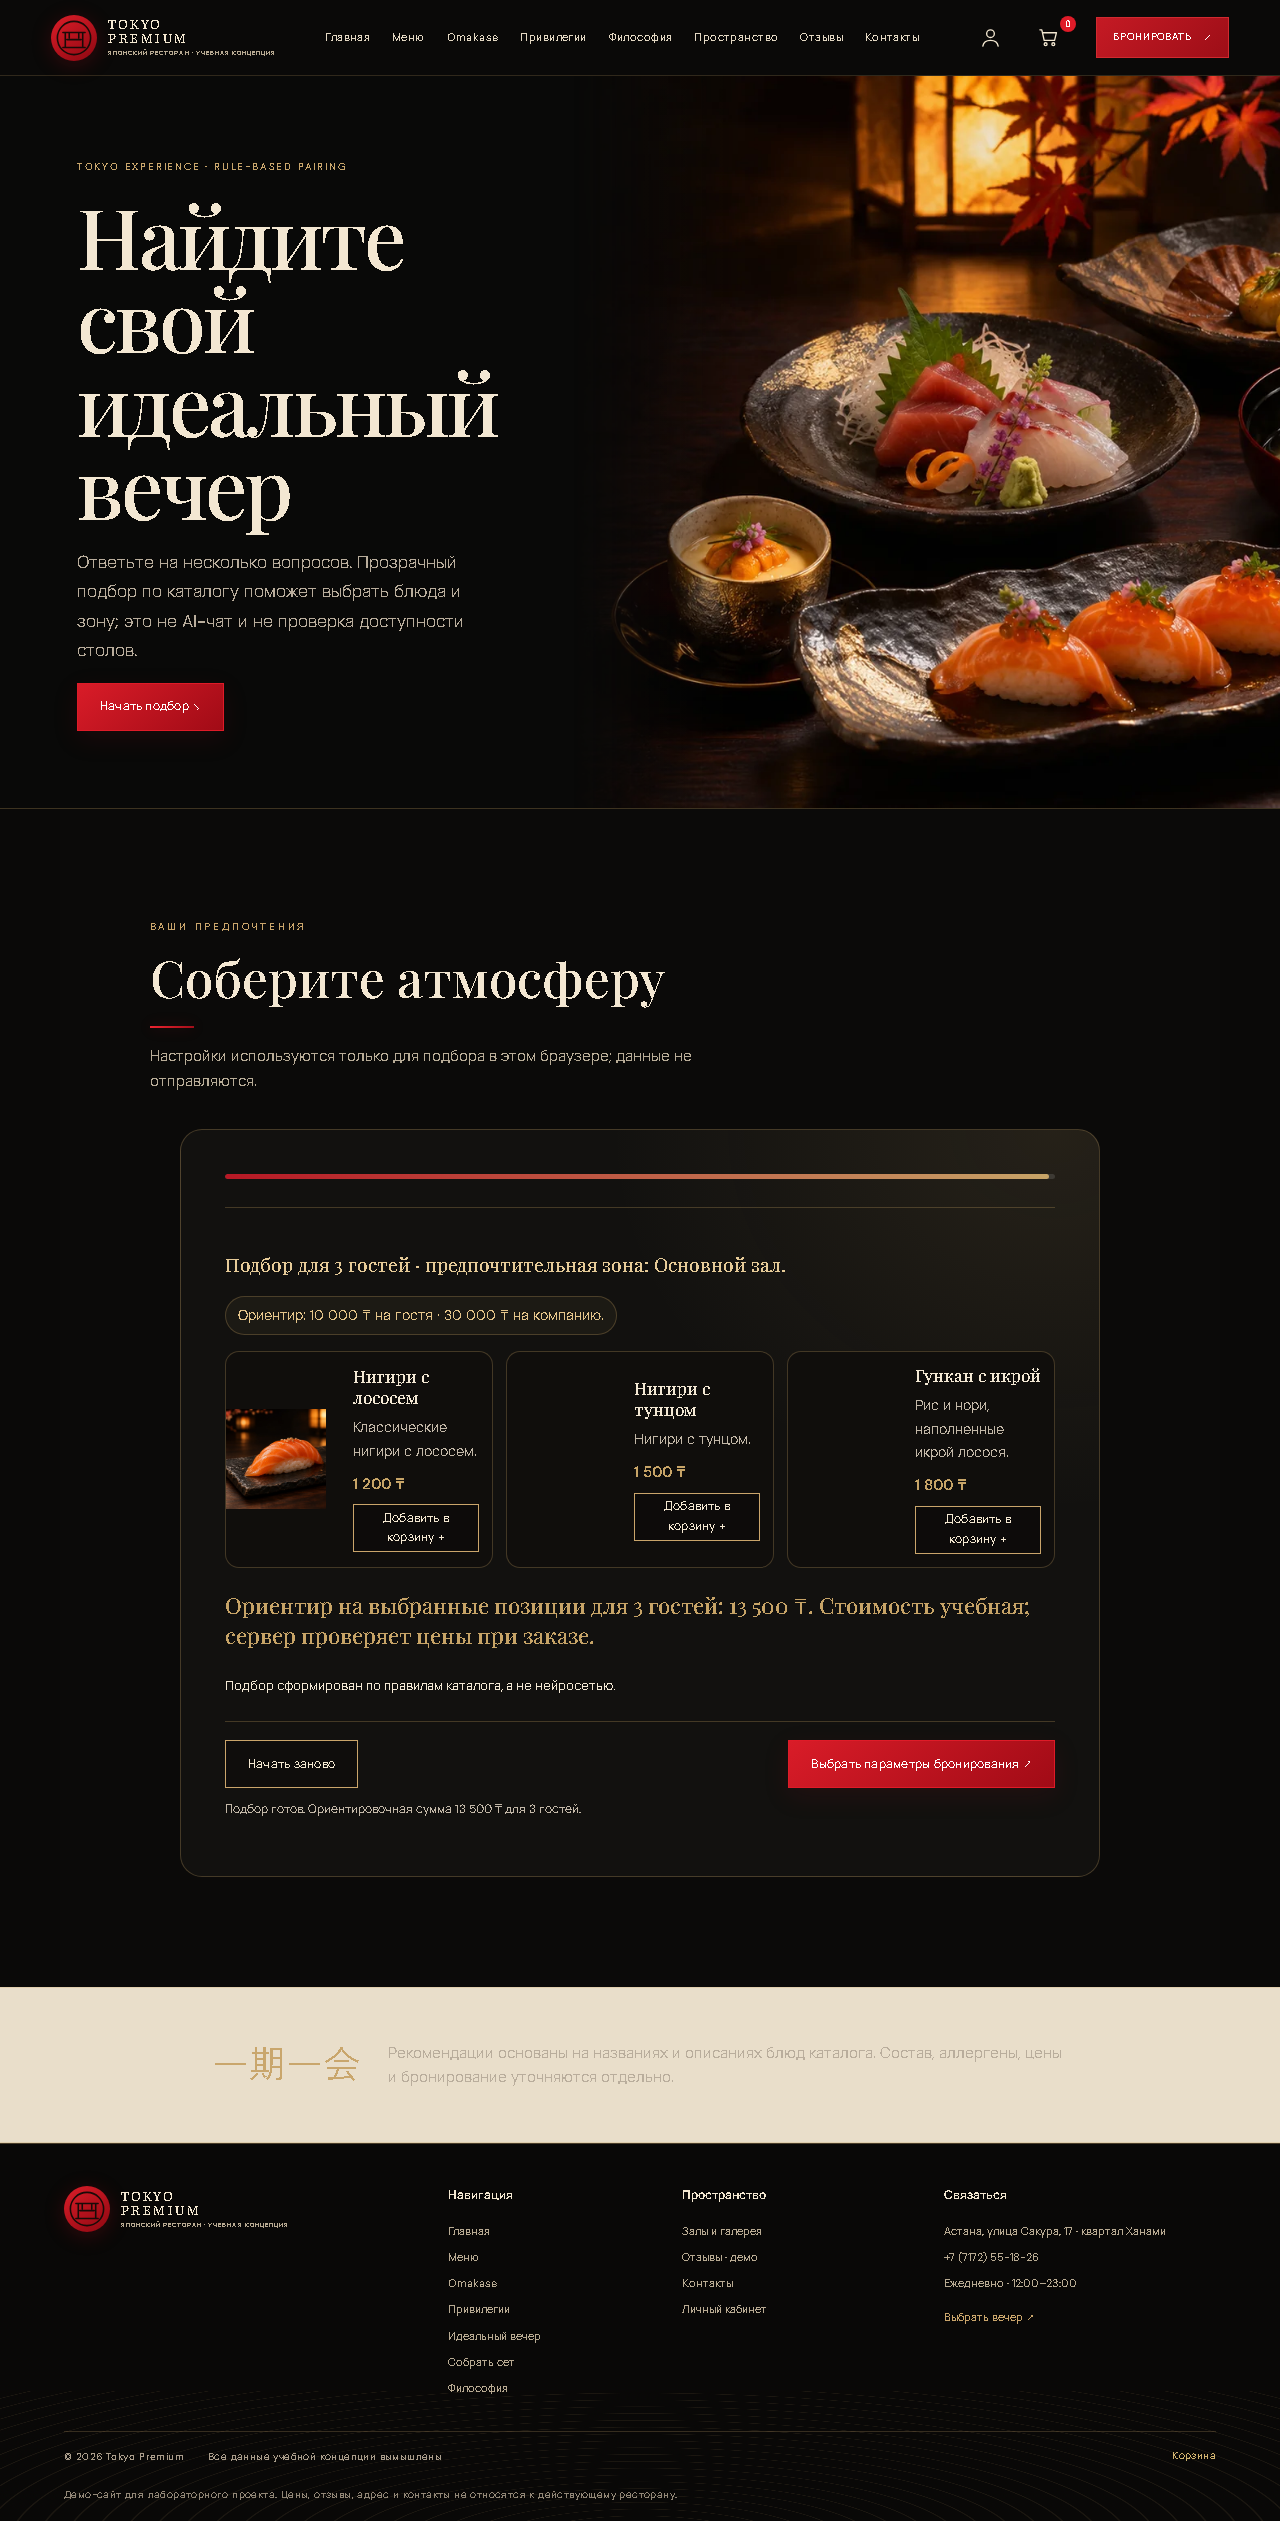 TOKYO
PREMIUM
ЯПОНСКИЙ РЕСТОРАН · УЧЕБНАЯ КОНЦЕПЦИЯ
Главная Меню Omakase Привилегии Философия Пространство Отзывы Контакты
0
БРОНИРОВАТЬ ↗
TOKYO EXPERIENCE · RULE-BASED PAIRING
Найдите
свой
идеальный
вечер
Ответьте на несколько вопросов. Прозрачный
подбор по каталогу поможет выбрать блюда и
зону; это не AI-чат и не проверка доступности
столов.
Начать подбор ↘
ВАШИ ПРЕДПОЧТЕНИЯ
Соберите атмосферу
Настройки используются только для подбора в этом браузере; данные не
отправляются.
Подбор для 3 гостей · предпочтительная зона: Основной зал.
Ориентир: 10 000 ₸ на гостя · 30 000 ₸ на компанию.
Нигири с
лососем
Классические
нигири с лососем.
1 200 ₸
Добавить в
корзину +
Нигири с
тунцом
Нигири с тунцом.
1 500 ₸
Добавить в
корзину +
Гункан с икрой
Рис и нори,
наполненные
икрой лосося.
1 800 ₸
Добавить в
корзину +
Ориентир на выбранные позиции для 3 гостей: 13 500 ₸. Стоимость учебная;
сервер проверяет цены при заказе.
Подбор сформирован по правилам каталога, а не нейросетью.
Начать заново
Выбрать параметры бронирования ↗
Подбор готов. Ориентировочная сумма 13 500 ₸ для 3 гостей.
一期一会
Рекомендации основаны на названиях и описаниях блюд каталога. Состав, аллергены, цены
и бронирование уточняются отдельно.
TOKYO
PREMIUM
ЯПОНСКИЙ РЕСТОРАН · УЧЕБНАЯ КОНЦЕПЦИЯ
Навигация
Главная
Меню
Omakase
Привилегии
Идеальный вечер
Собрать сет
Философия
Пространство
Залы и галерея
Отзывы · демо
Контакты
Личный кабинет
Связаться
Астана, улица Сакура, 17 · квартал Ханами
+7 (7172) 55-18-26
Ежедневно · 12:00–23:00
Выбрать вечер ↗
© 2026 Tokyo Premium Все данные учебной концепции вымышлены
Корзина
Демо-сайт для лабораторного проекта. Цены, отзывы, адрес и контакты не относятся к действующему ресторану.